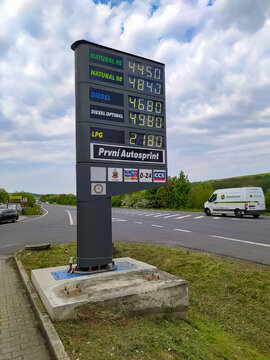 NATURAL 95 44.50
NATURAL 98 48.40
DIESEL 46.80
DIESEL OPTIMAL 49.80
LPG 21.80
První Autosprint
0-24 CCS